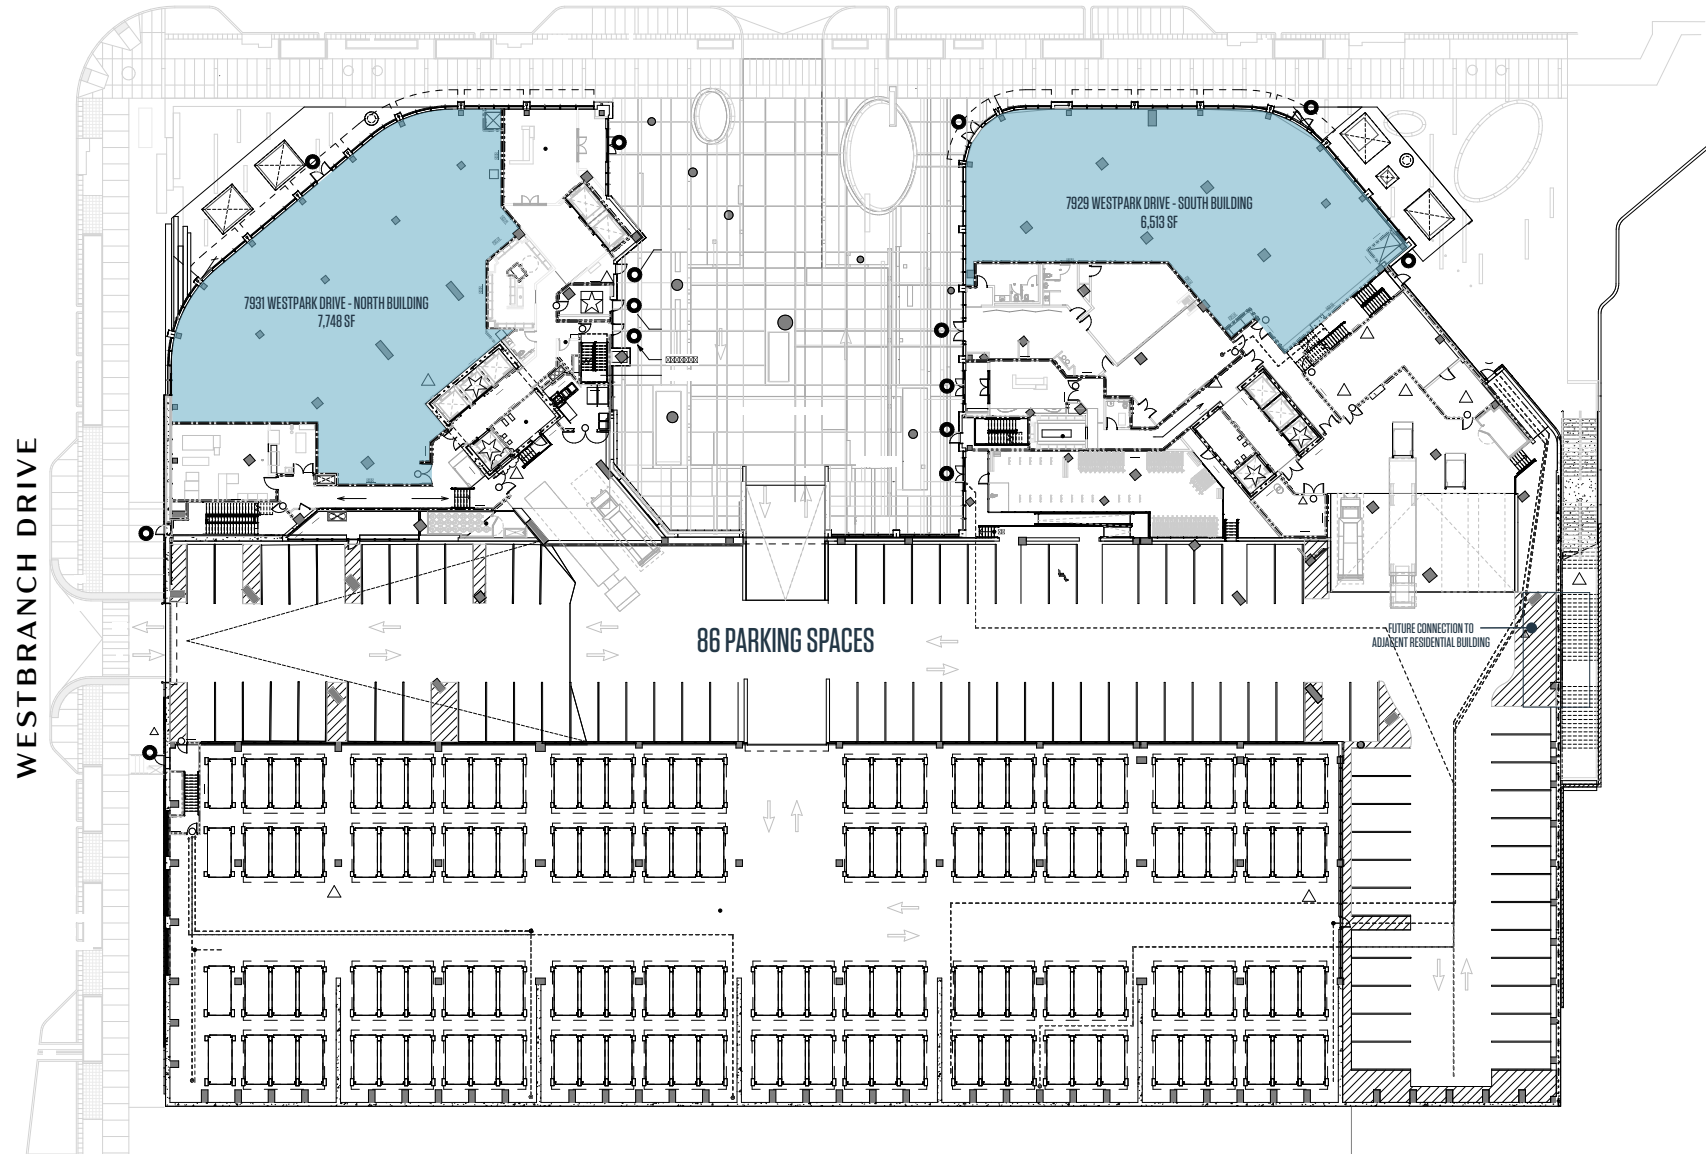 7929 WESTPARK DRIVE - SOUTH BUILDING
6,513 SF
7931 WESTPARK DRIVE - NORTH BUILDING
7,748 SF
WESTBRANCH DRIVE
86 PARKING SPACES
FUTURE CONNECTION TO
ADJACENT RESIDENTIAL BUILDING